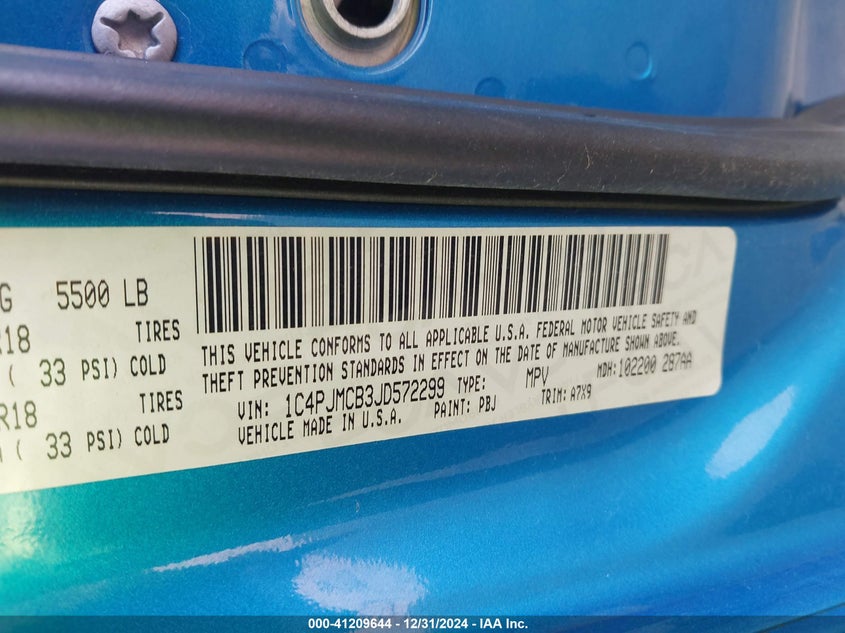 G 5500 LB
R18 TIRES
( 33 PSI) COLD
R18 TIRES
( 33 PSI) COLD
THIS VEHICLE CONFORMS TO ALL APPLICABLE U.S.A. FEDERAL MOTOR VEHICLE SAFETY AND
THEFT PREVENTION STANDARDS IN EFFECT ON THE DATE OF MANUFACTURE SHOWN ABOVE.
VIN: 1C4PJMCB3JD572299 TYPE: MPV MDH: 102200 287AA
VEHICLE MADE IN U.S.A. PAINT: PBJ TRIM: A7X9
000-41209644 - 12/31/2024 - IAA Inc.